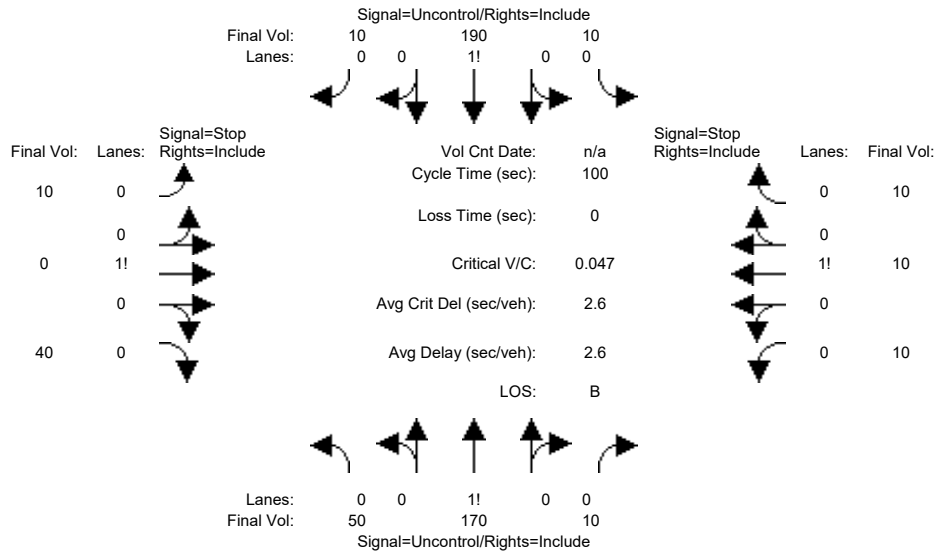 Signal=Uncontrol/Rights=Include
Final Vol: 10 190 10
Lanes: 0 0 1! 0 0
Signal=Stop Signal=Stop
Final Vol: Lanes: Rights=Include Vol Cnt Date: n/a Rights=Include Lanes: Final Vol:
Cycle Time (sec): 100
10 0 0 10
Loss Time (sec): 0
0 0
0 1! Critical V/C: 0.047 1! 10
0 Avg Crit Del (sec/veh): 2.6 0
40 0 Avg Delay (sec/veh): 2.6 0 10
LOS: B
Lanes: 0 0 1! 0 0
Final Vol: 50 170 10
Signal=Uncontrol/Rights=Include